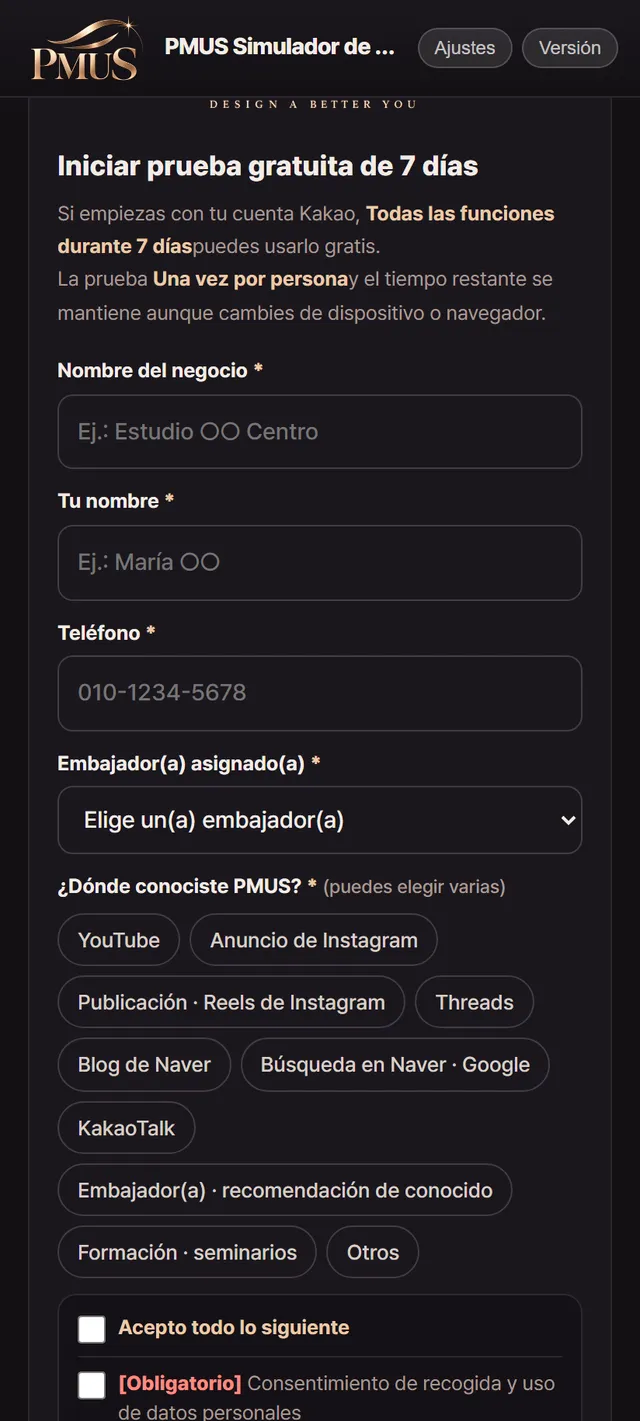 PMUS
PMUS Simulador de ...
Ajustes
Versión
DESIGN A BETTER YOU
Iniciar prueba gratuita de 7 días
Si empiezas con tu cuenta Kakao, Todas las funciones
durante 7 díaspuedes usarlo gratis.
La prueba Una vez por personay el tiempo restante se
mantiene aunque cambies de dispositivo o navegador.
Nombre del negocio *
Ej.: Estudio ○○ Centro
Tu nombre *
Ej.: María ○○
Teléfono *
010-1234-5678
Embajador(a) asignado(a) *
Elige un(a) embajador(a)
¿Dónde conociste PMUS? * (puedes elegir varias)
YouTube
Anuncio de Instagram
Publicación · Reels de Instagram
Threads
Blog de Naver
Búsqueda en Naver · Google
KakaoTalk
Embajador(a) · recomendación de conocido
Formación · seminarios
Otros
Acepto todo lo siguiente
[Obligatorio] Consentimiento de recogida y uso
de datos personales